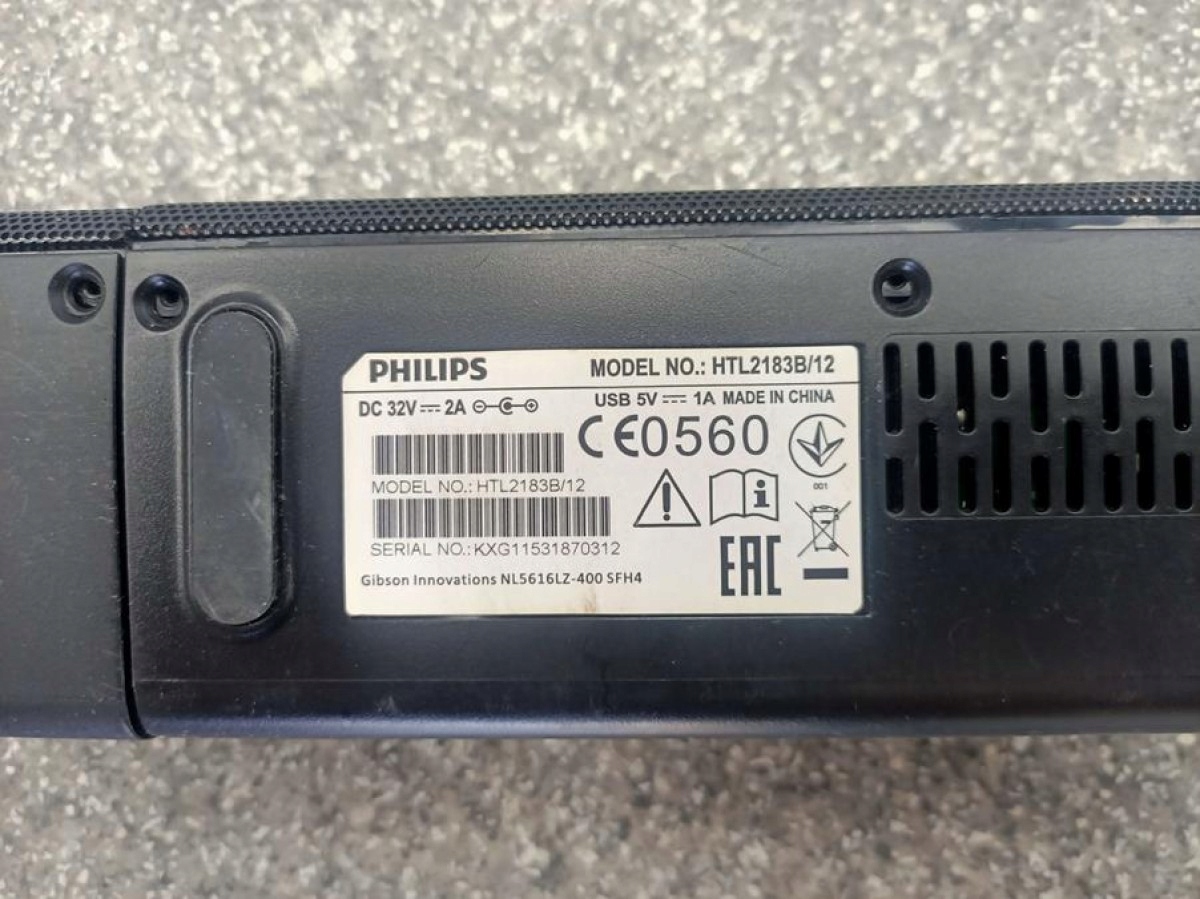 PHILIPS MODEL NO.: HTL2183B/12
DC 32V 2A USB 5V 1A MADE IN CHINA
CE0560
001
MODEL NO.: HTL2183B/12
SERIAL NO.: KXG11531870312
EAC
Gibson Innovations NL5616LZ-400 SFH4